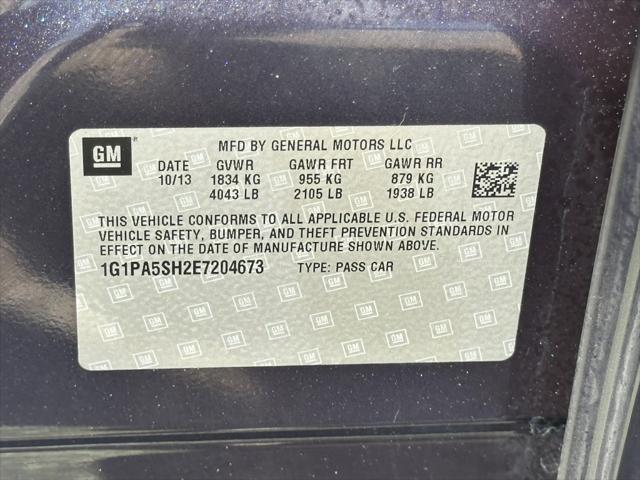 GM
MFD BY GENERAL MOTORS LLC
DATE GVWR GAWR FRT GAWR RR
10/13 1834 KG 955 KG 879 KG
4043 LB 2105 LB 1938 LB
THIS VEHICLE CONFORMS TO ALL APPLICABLE U.S. FEDERAL MOTOR
VEHICLE SAFETY, BUMPER, AND THEFT PREVENTION STANDARDS IN
EFFECT ON THE DATE OF MANUFACTURE SHOWN ABOVE.
1G1PA5SH2E7204673 TYPE: PASS CAR